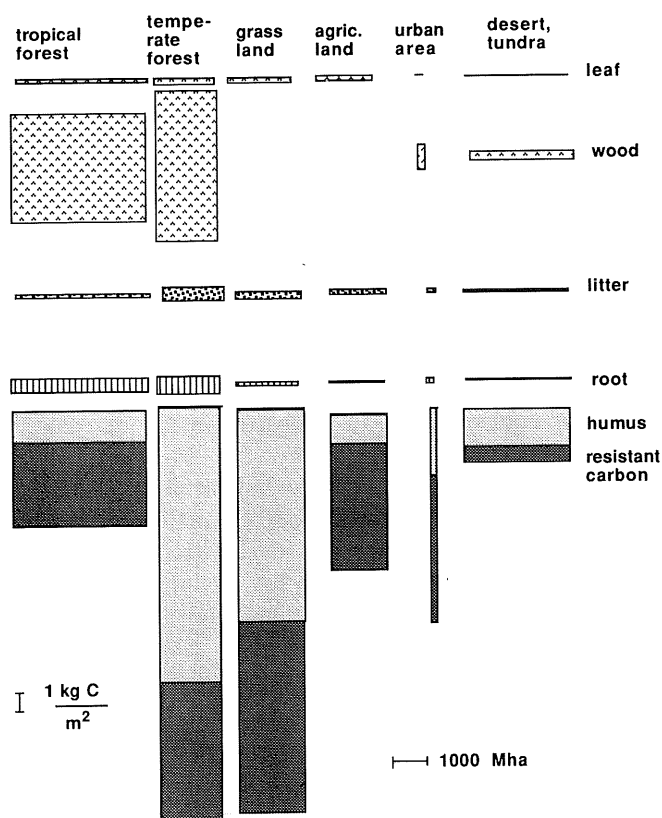 tropical
forest
tempe-
rate
forest
grass
land
agric.
land
urban
area
desert,
tundra
leaf
wood
litter
root
humus
resistant
carbon
1 kg C
m²
1000 Mha